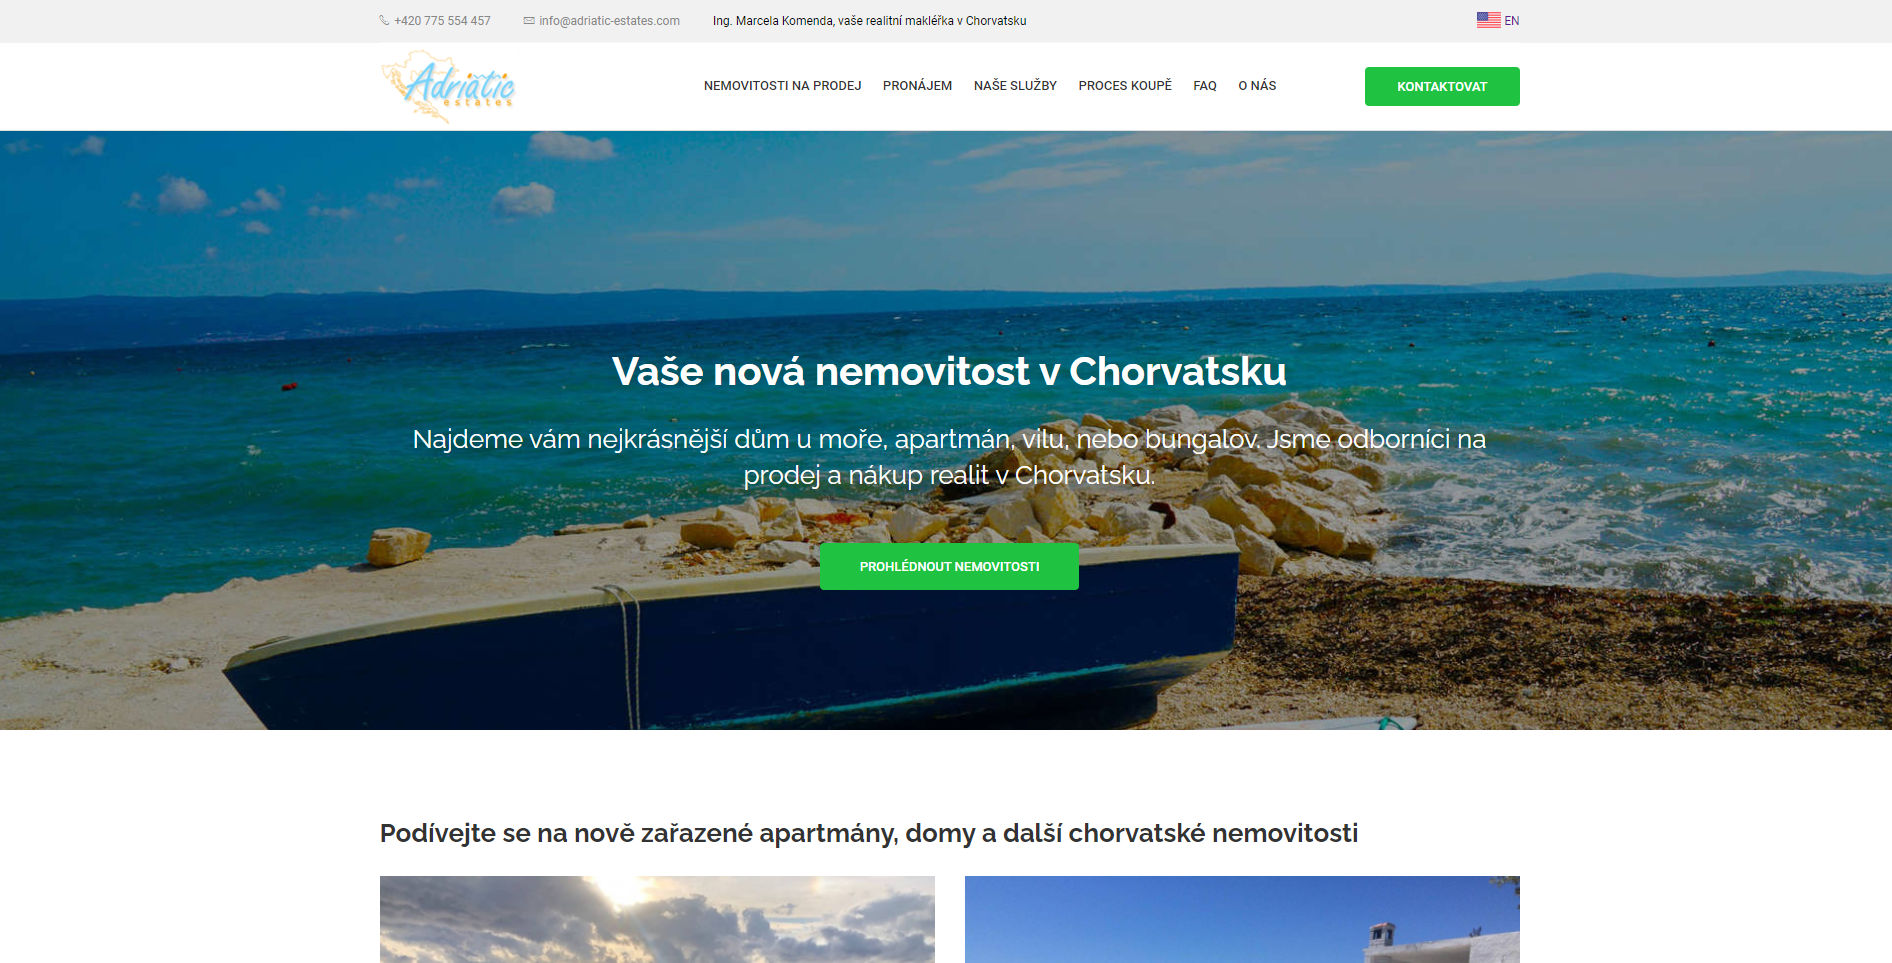 +420 775 554 457
info@adriatic-estates.com
Ing. Marcela Komenda, vaše realitní makléřka v Chorvatsku
EN
Adriatic
estates
NEMOVITOSTI NA PRODEJ
PRONÁJEM
NAŠE SLUŽBY
PROCES KOUPĚ
FAQ
O NÁS
KONTAKTOVAT
Vaše nová nemovitost v Chorvatsku
Najdeme vám nejkrásnější dům u moře, apartmán, vilu, nebo bungalov. Jsme odborníci na
prodej a nákup realit v Chorvatsku.
PROHLÉDNOUT NEMOVITOSTI
Podívejte se na nově zařazené apartmány, domy a další chorvatské nemovitosti